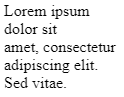 Lorem ipsum
dolor sit
amet, consectetur
adipiscing elit.
Sed vitae.